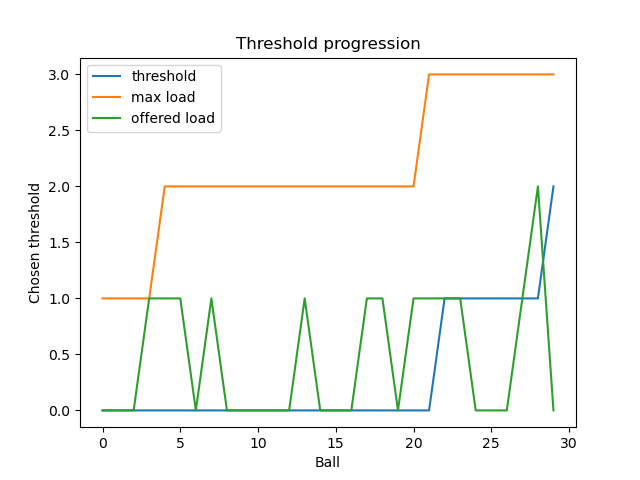 Threshold progression
threshold
max load
offered load
Chosen threshold
3.0
2.5
2.0
1.5
1.0
0.5
0.0
0 5 10 15 20 25 30
Ball